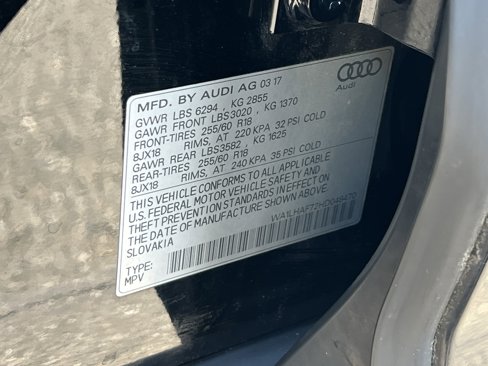 MFD. BY AUDI AG 03 17
GVWR LBS 6294 , KG 2855
GAWR FRONT LBS3020 , KG 1370
FRONT-TIRES 255/60 R18
8JX18 RIMS, AT 220 KPA 32 PSI COLD
GAWR REAR LBS3582 , KG 1625
REAR-TIRES 255/60 R18
8JX18 RIMS, AT 240 KPA 35 PSI COLD
THIS VEHICLE CONFORMS TO ALL APPLICABLE
U.S. FEDERAL MOTOR VEHICLE SAFETY AND
THEFT PREVENTION STANDARDS IN EFFECT ON
THE DATE OF MANUFACTURE SHOWN ABOVE.
SLOVAKIA
WA1LHAF72HD048470
TYPE:
MPV
Audi